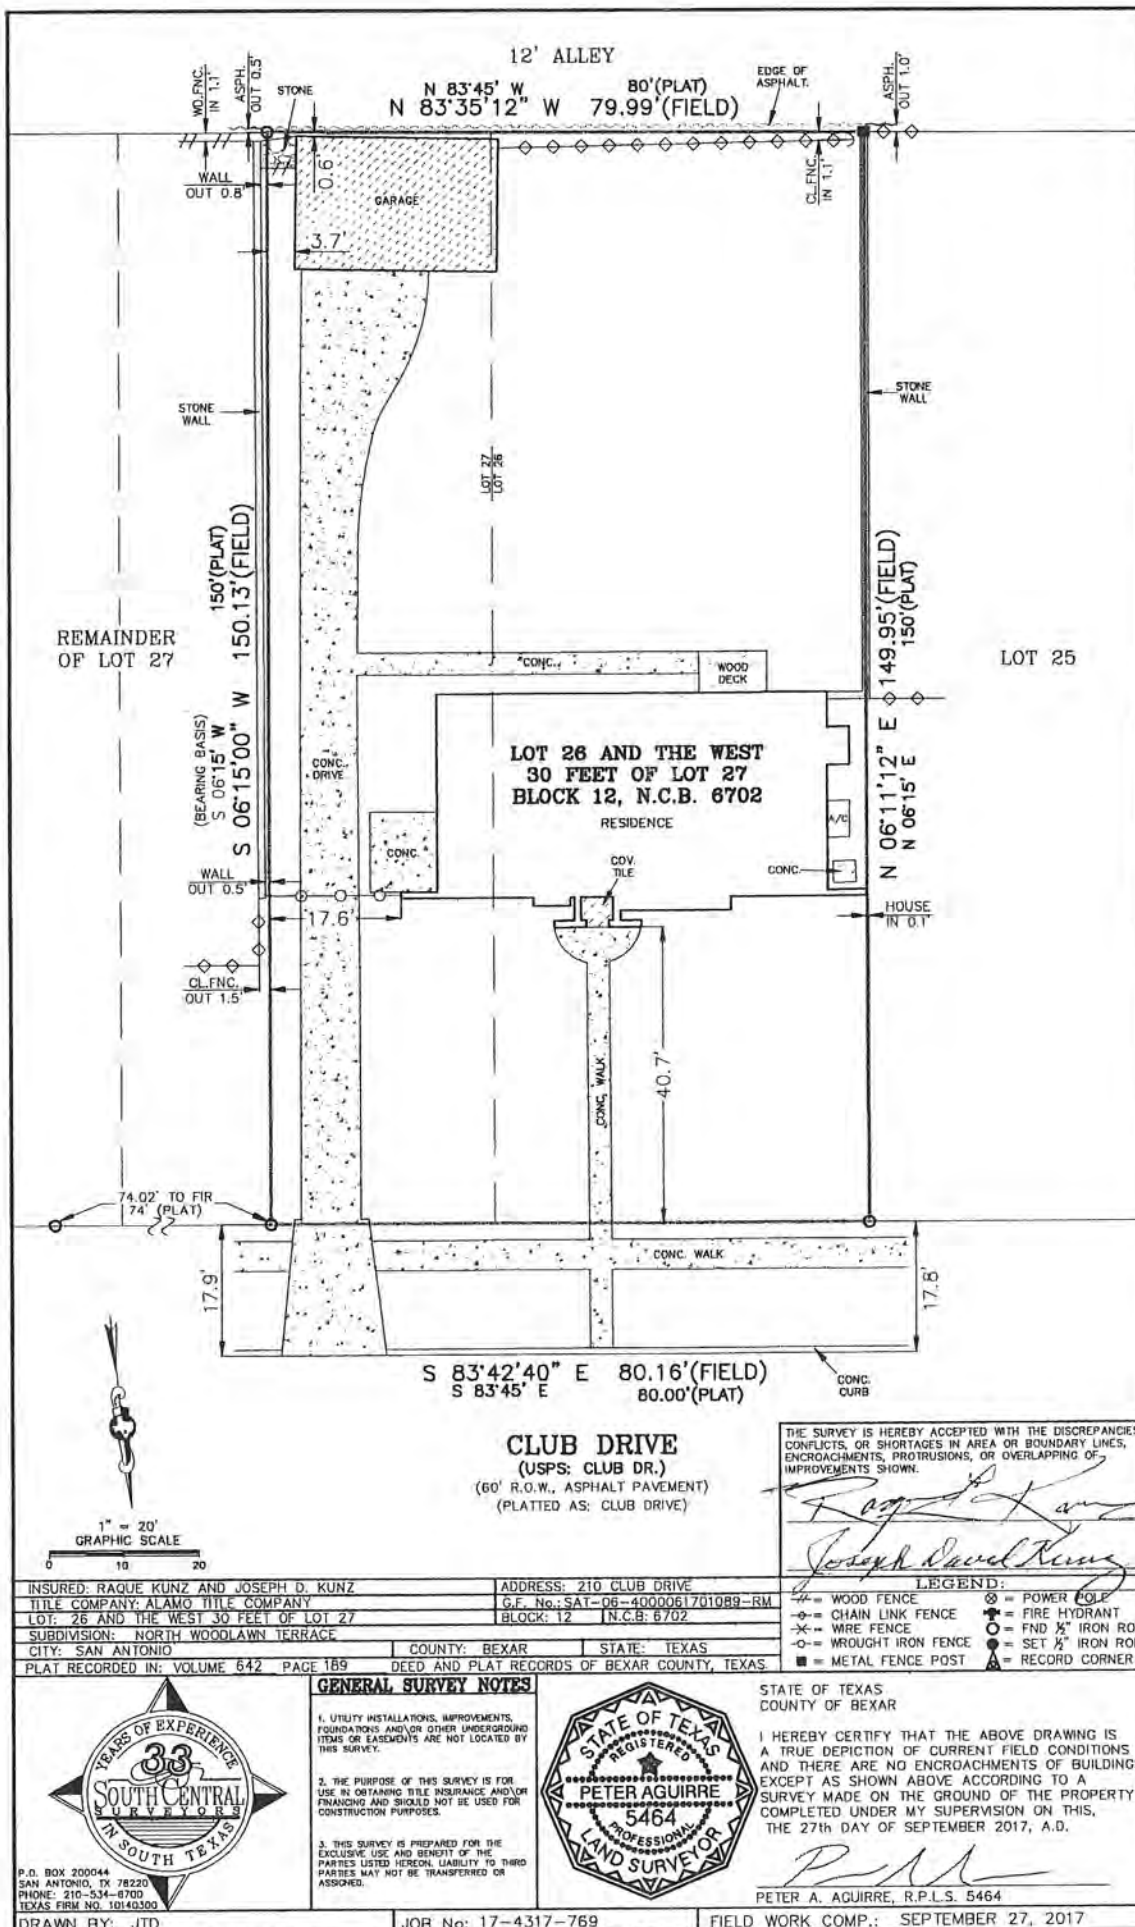 12' ALLEY
N 83°45' W 80'(PLAT)
N 83°35'12" W 79.99'(FIELD)
EDGE OF
ASPHALT.
WD.FNC.
IN 1.1'
ASPH.
OUT 0.5'
STONE
ASPH.
OUT 1.0'
WALL
OUT 0.8'
0.6'
GARAGE
CL.FNC.
IN 1.1'
3.7'
STONE
WALL
STONE
WALL
LOT 27
LOT 26
150'(PLAT)
S 06°15'00" W 150.13'(FIELD)
S 06°15' W
(BEARING BASIS)
N 06°11'12" E 149.95'(FIELD)
N 06°15' E 150'(PLAT)
REMAINDER
OF LOT 27
LOT 25
CONC.
WOOD
DECK
CONC.
DRIVE
LOT 26 AND THE WEST
30 FEET OF LOT 27
BLOCK 12, N.C.B. 6702
RESIDENCE
A/C
CONC.
COV.
TILE
CONC.
WALL
OUT 0.5'
17.6'
HOUSE
IN 0.1'
CL.FNC.
OUT 1.5'
40.7'
CONC. WALK
74.02' TO FIR
74' (PLAT)
CONC. WALK
17.9'
17.8'
S 83°42'40" E 80.16'(FIELD)
S 83°45' E 80.00'(PLAT)
CONC.
CURB
CLUB DRIVE
(USPS: CLUB DR.)
(60' R.O.W., ASPHALT PAVEMENT)
(PLATTED AS: CLUB DRIVE)
1" = 20'
GRAPHIC SCALE
0 10 20
THE SURVEY IS HEREBY ACCEPTED WITH THE DISCREPANCIES
CONFLICTS, OR SHORTAGES IN AREA OR BOUNDARY LINES,
ENCROACHMENTS, PROTRUSIONS, OR OVERLAPPING OF
IMPROVEMENTS SHOWN.
Joseph David Kunz
INSURED: RAQUE KUNZ AND JOSEPH D. KUNZ
ADDRESS: 210 CLUB DRIVE
TITLE COMPANY: ALAMO TITLE COMPANY
G.F. No.: SAT-06-4000061701089-RM
LOT: 26 AND THE WEST 30 FEET OF LOT 27
BLOCK: 12 N.C.B: 6702
SUBDIVISION: NORTH WOODLAWN TERRACE
CITY: SAN ANTONIO COUNTY: BEXAR STATE: TEXAS
PLAT RECORDED IN: VOLUME 642 PAGE 189 DEED AND PLAT RECORDS OF BEXAR COUNTY, TEXAS.
LEGEND:
= WOOD FENCE = POWER POLE
= CHAIN LINK FENCE = FIRE HYDRANT
= WIRE FENCE = FND ½" IRON RO
= WROUGHT IRON FENCE = SET ½" IRON RO
= METAL FENCE POST = RECORD CORNER
YEARS OF EXPERIENCE
33
SOUTH CENTRAL
SURVEYORS
IN SOUTH TEXAS
P.O. BOX 200044
SAN ANTONIO, TX 78220
PHONE: 210-534-8700
TEXAS FIRM NO. 10140300
GENERAL SURVEY NOTES
1. UTILITY INSTALLATIONS, IMPROVEMENTS,
FOUNDATIONS AND\OR OTHER UNDERGROUND
ITEMS OR EASEMENTS ARE NOT LOCATED BY
THIS SURVEY.
2. THE PURPOSE OF THIS SURVEY IS FOR
USE IN OBTAINING TITLE INSURANCE AND\OR
FINANCING AND SHOULD NOT BE USED FOR
CONSTRUCTION PURPOSES.
3. THIS SURVEY IS PREPARED FOR THE
EXCLUSIVE USE AND BENEFIT OF THE
PARTIES LISTED HEREON. LIABILITY TO THIRD
PARTIES MAY NOT BE TRANSFERRED OR
ASSIGNED.
STATE OF TEXAS
REGISTERED
PETER AGUIRRE
5464
PROFESSIONAL
LAND SURVEYOR
STATE OF TEXAS
COUNTY OF BEXAR
I HEREBY CERTIFY THAT THE ABOVE DRAWING IS
A TRUE DEPICTION OF CURRENT FIELD CONDITIONS
AND THERE ARE NO ENCROACHMENTS OF BUILDING
EXCEPT AS SHOWN ABOVE ACCORDING TO A
SURVEY MADE ON THE GROUND OF THE PROPERTY
COMPLETED UNDER MY SUPERVISION ON THIS,
THE 27th DAY OF SEPTEMBER 2017, A.D.
PETER A. AGUIRRE, R.P.L.S. 5464
DRAWN BY: JTD JOB No: 17-4317-769 FIELD WORK COMP.: SEPTEMBER 27, 2017